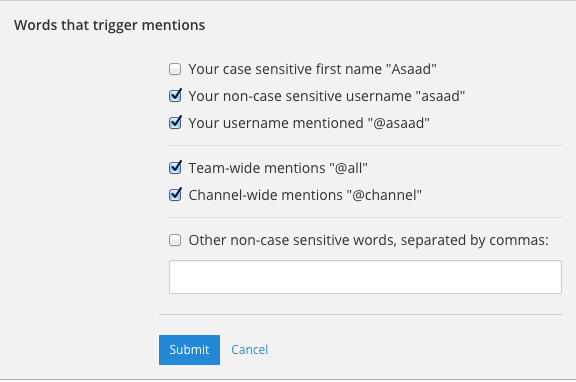 Words that trigger mentions
Your case sensitive first name "Asaad"
Your non-case sensitive username "asaad"
Your username mentioned "@asaad"
Team-wide mentions "@all"
Channel-wide mentions "@channel"
Other non-case sensitive words, separated by commas:
Submit Cancel